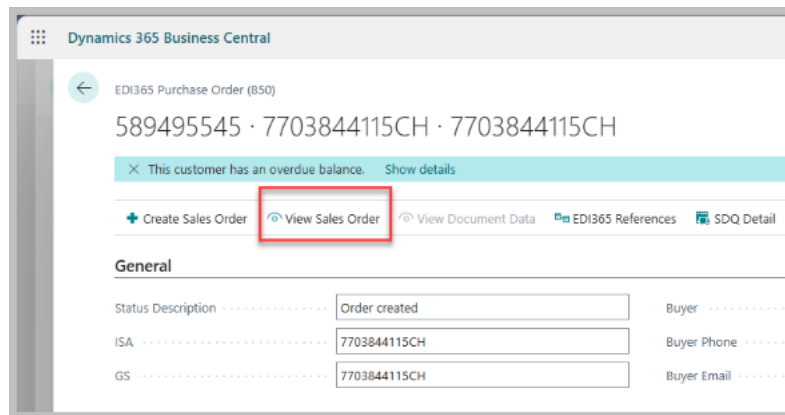 Dynamics 365 Business Central
EDI365 Purchase Order (850)
589495545 · 7703844115CH · 7703844115CH
This customer has an overdue balance. Show details
Create Sales Order View Sales Order View Document Data EDI365 References SDQ Detail
General
Status Description Order created Buyer
ISA 7703844115CH Buyer Phone
GS 7703844115CH Buyer Email